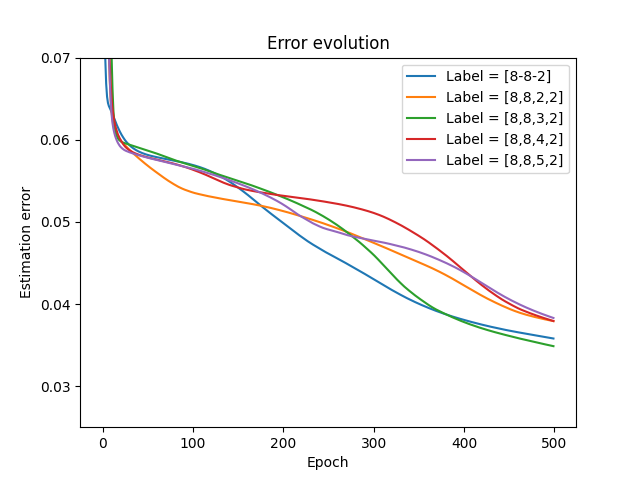 Error evolution
0.07
0.06
0.05
0.04
0.03
Estimation error
0
100
200
300
400
500
Epoch
Label = [8-8-2]
Label = [8,8,2,2]
Label = [8,8,3,2]
Label = [8,8,4,2]
Label = [8,8,5,2]